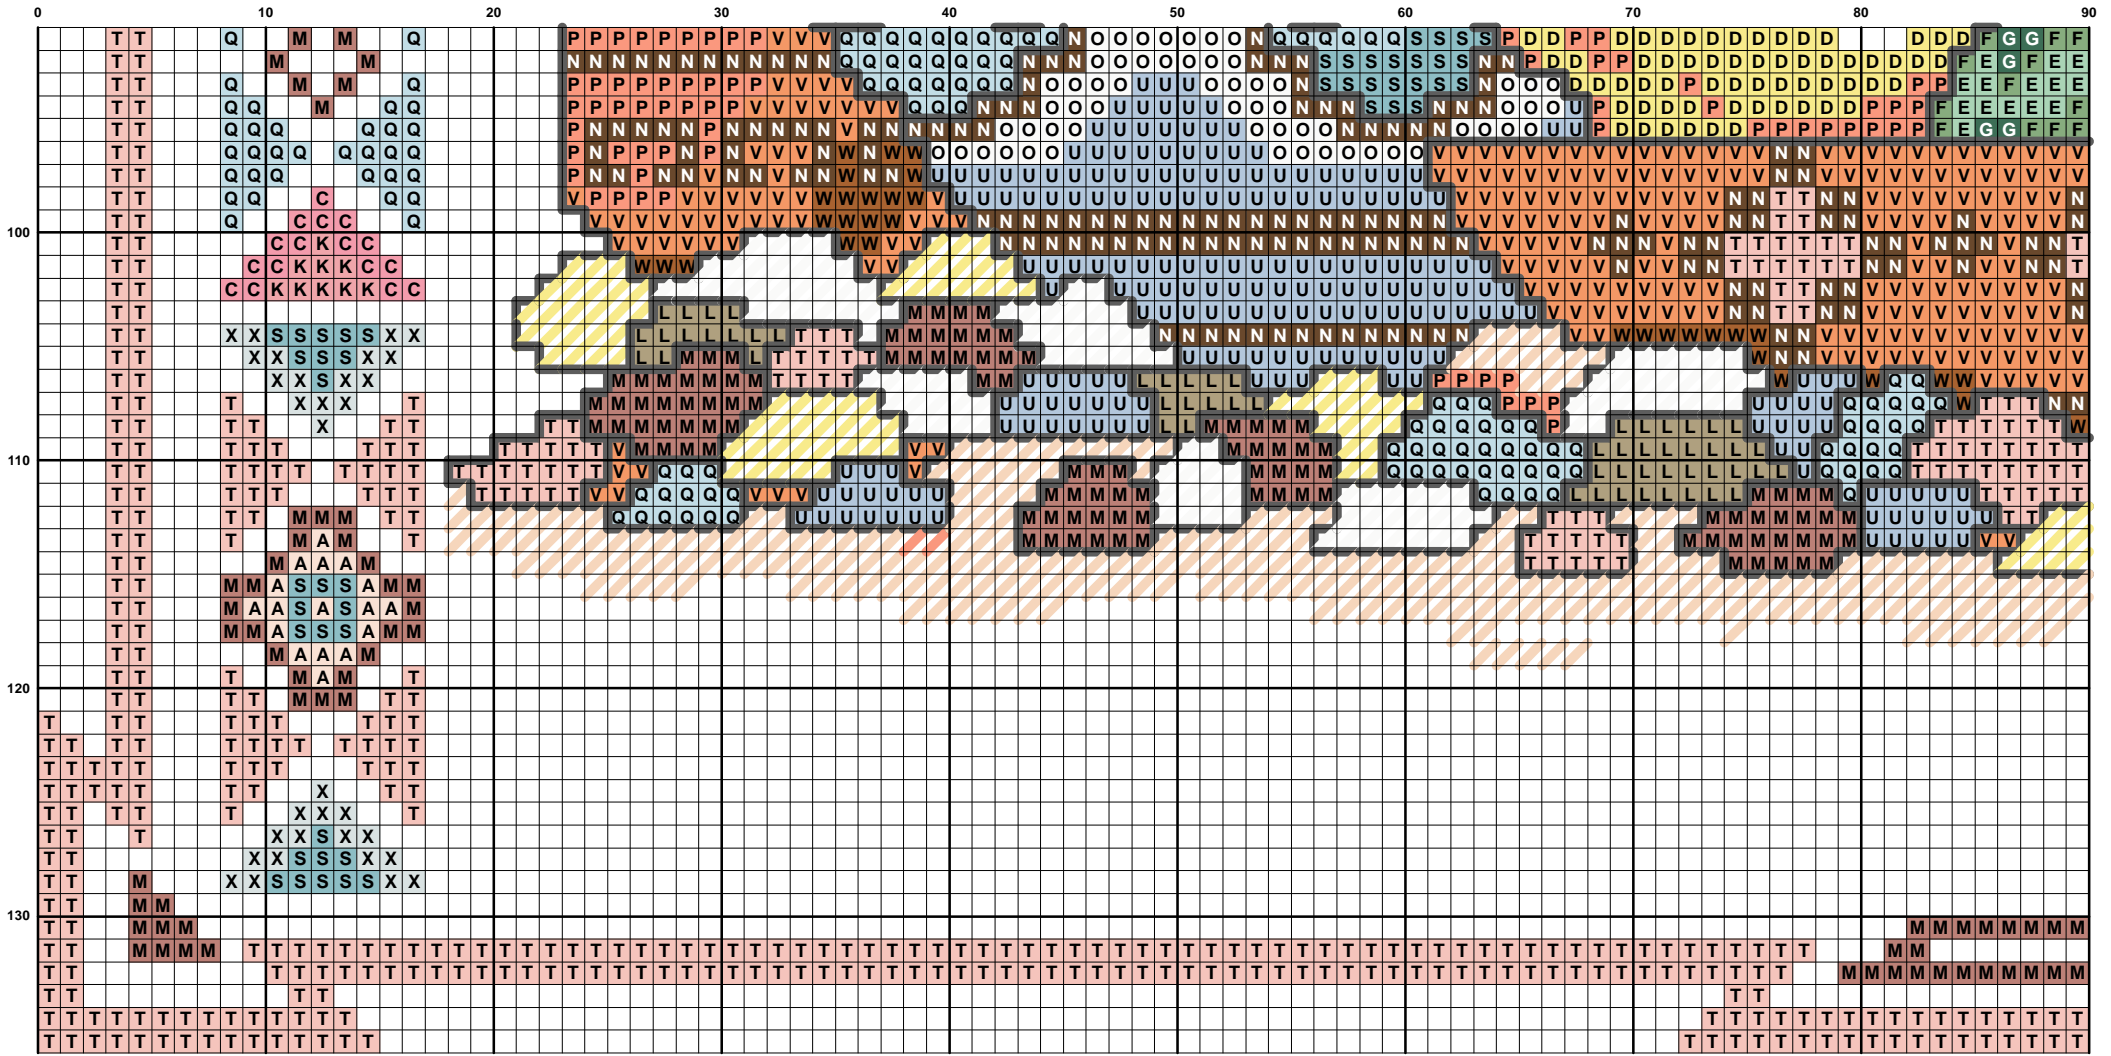 0 10 20 30 40 50 60 70 80 90
T T Q M M Q P P P P P P P P P V V V Q Q Q Q Q Q Q Q Q Q N O O O O O O O N Q Q Q Q Q Q S S S S P D D P P D D D D D D D D D D D D D F G G F F
T T M M N N N N N N N N N N N N Q Q Q Q Q Q Q Q N N N O O O O O O O N N N S S S S S S S N N P D D P P D D D D D D D D D D D D D D F E G F E E
T T Q M M Q P P P P P P P P P V V V V Q Q Q Q Q Q Q N O O O O U U U O O O O N S S S S S S S N O O O D D D D D P D D D D D D D D D P P E E F E E E
T T Q Q M Q Q P P P P P P P P V V V V V V V Q Q Q N N N O O O U U U U U O O O N N N S S S N N N O O O U P D D D D P D D D D D D P P P F E E E E E F
T T Q Q Q Q Q Q P N N N N N P N N N N N V N N N N N N O O O O U U U U U U U O O O O N N N N N O O O O U U P D D D D D D P P P P P P P P F E G G F F F
T T Q Q Q Q Q Q Q Q P N P P P N P N V V V N W N W W O O O O O O U U U U U U U U U O O O O O O O V V V V V V V V V V V V V V V N N V V V V V V V V V V V V
T T Q Q Q Q Q Q P N N P N N V N N V N N W N N W U U U U U U U U U U U U U U U U U U U U U U V V V V V V V V V V V V V V V N N V V V V V V V V V V V V
T T Q Q C Q Q V P P P P V V V V V V W W W W W V U U U U U U U U U U U U U U U U U U U U U U V V V V V V V V V V V V N N T T N N V V V V V V V V V N
T T Q C C C Q V V V V V V V V V V W W W W V V V N N N N N N N N N N N N N N N N N N N N N V V V V V V V N V V V V N N T T N N V V V V N V V V V N
100 T T C C K C C V V V V V V W W V V N N N N N N N N N N N N N N N N N N N N N V V V V V N N N V N N T T T T T T N N V N N N V N N T
T T C C K K K C C W W W V V U U U U U U U U U U U U U U U U U U U U U V V V V V N V V N N T T T T T T N N V V N V V N N T
T T C C K K K K K C C U U U U U U U U U U U U U U U U U U U V V V V V V V V V N N T T N N V V V V V V V V V N
T T L L L L M M M M U U U U U U U U U U U U U U U U U U V V V V V V V V N N T T N N V V V V V V V V V N
T T X X S S S S S X X L L L L L L L T T T M M M M M M N N N N N N N N N N N N N N V V W W W W W W W N N V V V V V V V V V V V V
T T X X S S S X X L L M M M L T T T T T M M M M M M M U U U U U U U U U U U U W N N V V V V V V V V V V V V
T T X X S X X M M M M M M M T T T T M M U U U U U L L L L L U U U U U P P P P W U U U W Q Q W W V V V V V
T T T X X X T M M M M M M M M U U U U U U U L L L L L Q Q Q P P P U U U U Q Q Q Q Q W T T T N N
T T T T X T T T T M M M M M M M U U U U U U U L L M M M M M Q Q Q Q Q Q P L L L L L L U U U U Q Q Q Q T T T T T T W
T T T T T T T T T T T T T V M M M M V V M M M M M Q Q Q Q Q Q Q Q Q L L L L L L L L U U Q Q Q Q T T T T T T T T
110 T T T T T T T T T T T T T T T T T V V Q Q Q U U U V M M M M M M M Q Q Q Q Q Q Q Q Q L L L L L L L L L U Q Q Q Q T T T T T T T T
T T T T T T T T T T T T T V V Q Q Q Q Q V V V U U U U U U M M M M M M M M M Q Q Q Q L L L L L L L L M M M M Q U U U U U T T T T T
T T T T M M M T T Q Q Q Q Q Q U U U U U U U M M M M M M T T T M M M M M M M U U U U U U T T
T T T M A M T M M M M M M T T T T T M M M M M M M M U U U U U V V
T T M A A A M T T T T T M M M M M
T T M M A S S S A M M
T T M A A S A S A A M
T T M M A S S S A M M
T T M A A A M
T T T M A M T
120 T T T T M M M T T
T T T T T T T T T
T T T T T T T T T T T T
T T T T T T T T T T T
T T T T T T T X T T
T T T T T X X X T
T T T X X S X X
T T X X S S S X X
T T M X X S S S S S X X
T T M M
130 T T M M M M M M M M M M M
T T M M M M T T T T T T T T T T T T T T T T T T T T T T T T T T T T T T T T T T T T T T T T T T T T T T T T T T T T T T T T T T T T T T T T T T T T T M M
T T T T T T T T T T T T T T T T T T T T T T T T T T T T T T T T T T T T T T T T T T T T T T T T T T T T T T T T T T T T T T T T T T T T T M M M M M M M M M M M
T T T T T T
T T T T T T T T T T T T T T T T T T T T T T T T T T T T T T T
T T T T T T T T T T T T T T T T T T T T T T T T T T T T T T T T T